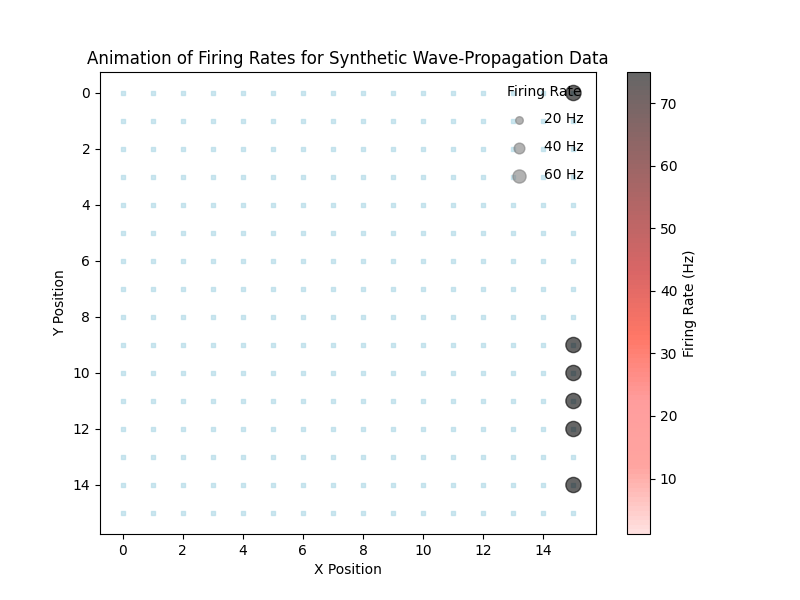 Animation of Firing Rates for Synthetic Wave-Propagation Data
Firing Rate
20 Hz
40 Hz
60 Hz
0
2
4
6
8
10
12
14
Y Position
0 2 4 6 8 10 12 14
X Position
70
60
50
40
30
20
10
Firing Rate (Hz)